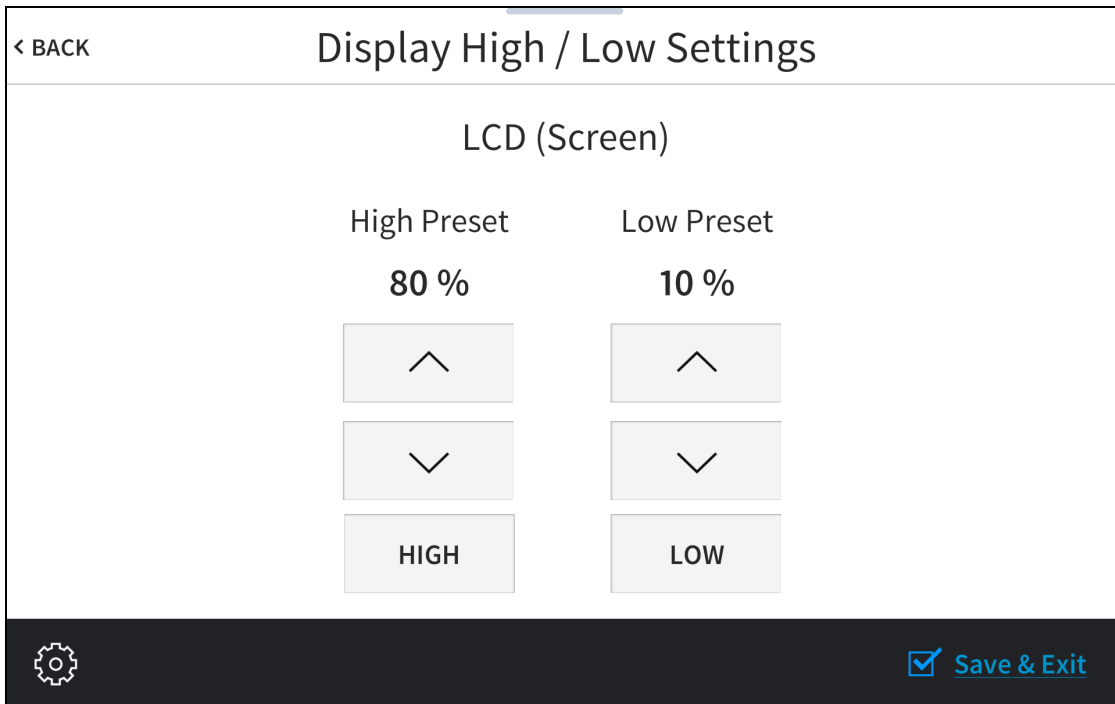 < BACK
Display High / Low Settings
LCD (Screen)
High Preset
Low Preset
80 %
10 %
HIGH
LOW
Save & Exit